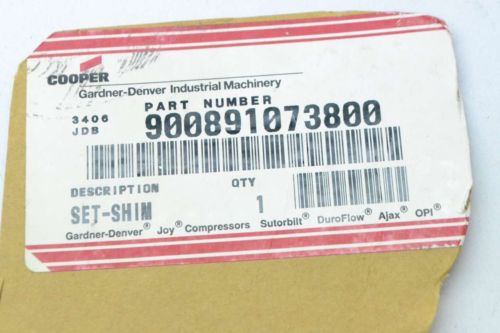 COOPER
Gardner-Denver Industrial Machinery
PART NUMBER
3406
JDB
900891073800
DESCRIPTION QTY
SET-SHIM 1
Gardner-Denver® Joy® Compressors Sutorbilt® DuroFlow® Ajax® OPI®